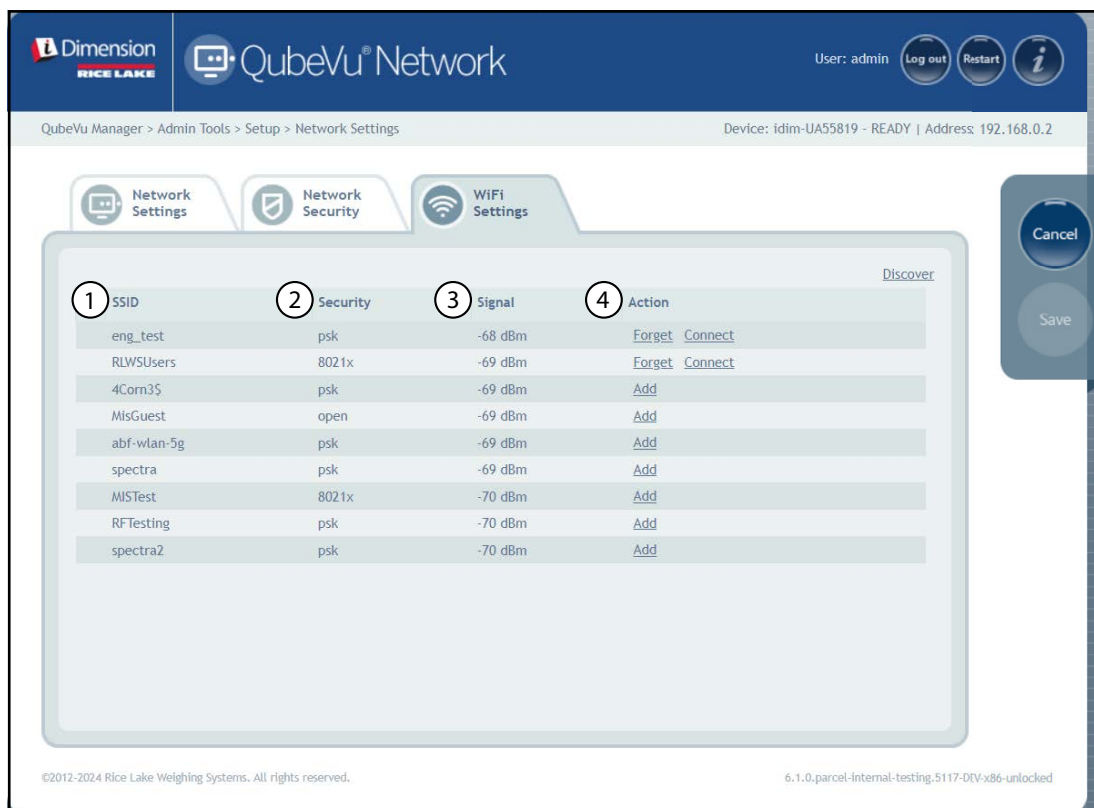 iDimension
RICE LAKE
QubeVu® Network
User: admin
Log out
Restart
i
QubeVu Manager > Admin Tools > Setup > Network Settings
Device: idim-UA55819 - READY | Address: 192.168.0.2
Network Settings
Network Security
WiFi Settings
Cancel
Save
Discover
1 SSID 2 Security 3 Signal 4 Action
eng_test psk -68 dBm Forget Connect
RLWSUsers 8021x -69 dBm Forget Connect
4Corn3$ psk -69 dBm Add
MisGuest open -69 dBm Add
abf-wlan-5g psk -69 dBm Add
spectra psk -69 dBm Add
MISTest 8021x -70 dBm Add
RFTesting psk -70 dBm Add
spectra2 psk -70 dBm Add
©2012-2024 Rice Lake Weighing Systems. All rights reserved.
6.1.0.parcel-internal-testing.5117-DEV-x86-unlocked